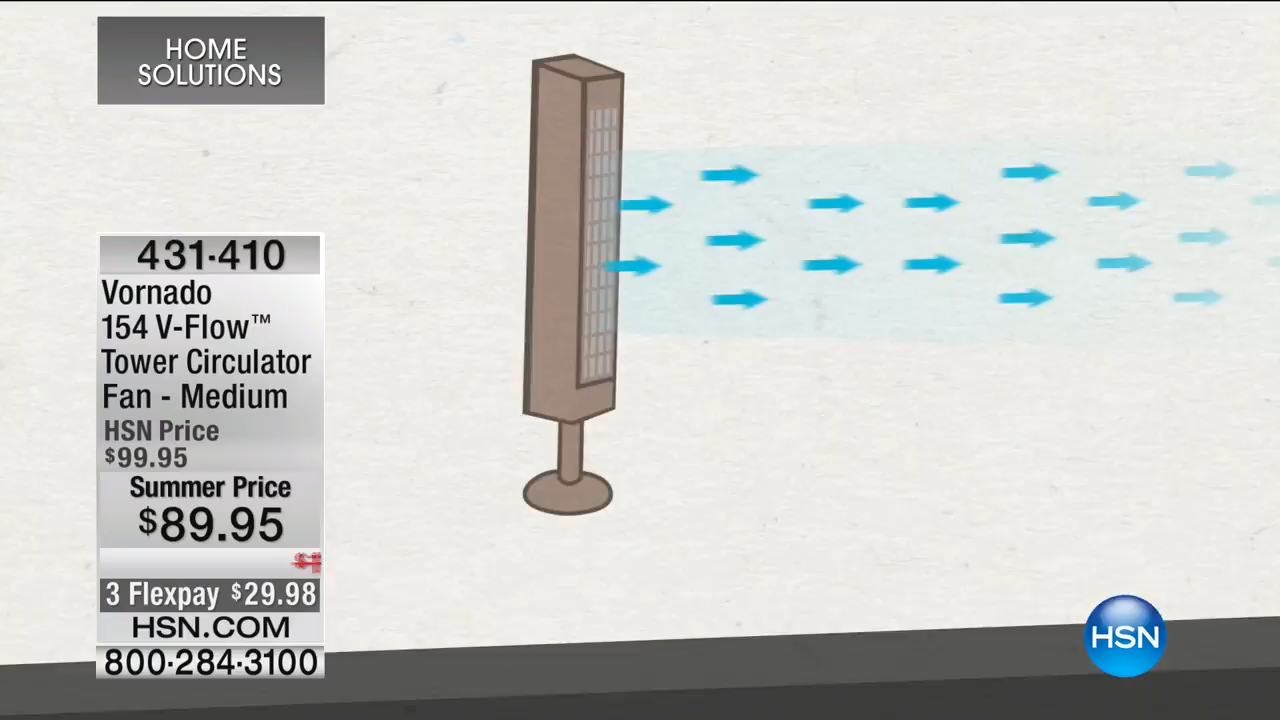 HOME
SOLUTIONS
431-410
Vornado
154 V-Flow™
Tower Circulator
Fan - Medium
HSN Price
$99.95
Summer Price
$89.95
3 Flexpay $29.98
HSN.COM
800-284-3100
HSN